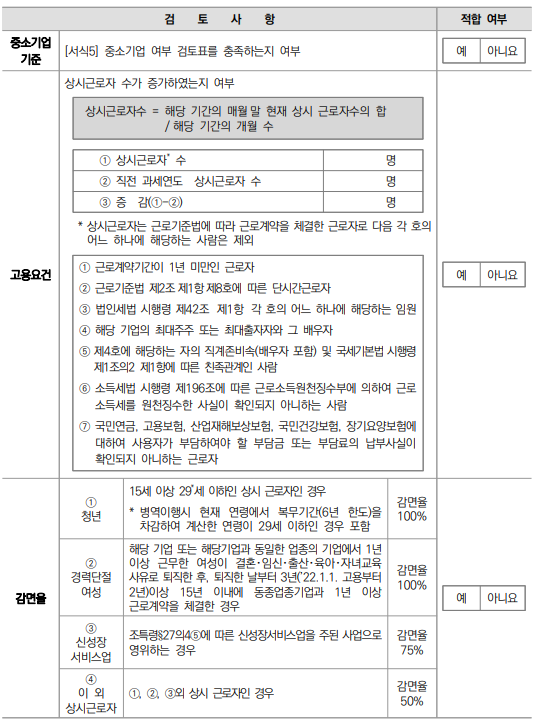 검 토 사 항
적합 여부
중소기업
기준
[서식5] 중소기업 여부 검토표를 충족하는지 여부
예 아니요
고용요건
상시근로자 수가 증가하였는지 여부
상시근로자수 = 해당 기간의 매월 말 현재 상시 근로자수의 합
/ 해당 기간의 개월 수
① 상시근로자* 수 명
② 직전 과세연도 상시근로자 수 명
③ 증 감(①-②) 명
* 상시근로자는 근로기준법에 따라 근로계약을 체결한 근로자로 다음 각 호의
어느 하나에 해당하는 사람은 제외
① 근로계약기간이 1년 미만인 근로자
② 근로기준법 제2조 제1항 제8호에 따른 단시간근로자
③ 법인세법 시행령 제42조 제1항 각 호의 어느 하나에 해당하는 임원
④ 해당 기업의 최대주주 또는 최대출자자와 그 배우자
⑤ 제4호에 해당하는 자의 직계존비속(배우자 포함) 및 국세기본법 시행령
제1조의2 제1항에 따른 친족관계인 사람
⑥ 소득세법 시행령 제196조에 따른 근로소득원천징수부에 의하여 근로
소득세를 원천징수한 사실이 확인되지 아니하는 사람
⑦ 국민연금, 고용보험, 산업재해보상보험, 국민건강보험, 장기요양보험에
대하여 사용자가 부담하여야 할 부담금 또는 부담료의 납부사실이
확인되지 아니하는 근로자
예 아니요
감면율
①
청년
15세 이상 29*세 이하인 상시 근로자인 경우
* 병역이행시 현재 연령에서 복무기간(6년 한도)을
차감하여 계산한 연령이 29세 이하인 경우 포함
감면율
100%
②
경력단절
여성
해당 기업 또는 해당기업과 동일한 업종의 기업에서 1년
이상 근무한 여성이 결혼·임신·출산·육아·자녀교육
사유로 퇴직한 후, 퇴직한 날부터 3년('22.1.1. 고용부터
2년)이상 15년 이내에 동종업종기업과 1년 이상
근로계약을 체결한 경우
감면율
100%
예 아니요
③
신성장
서비스업
조특령§27의4⑤에 따른 신성장서비스업을 주된 사업으로
영위하는 경우
감면율
75%
④
이 외
상시근로자
①, ②, ③외 상시 근로자인 경우
감면율
50%